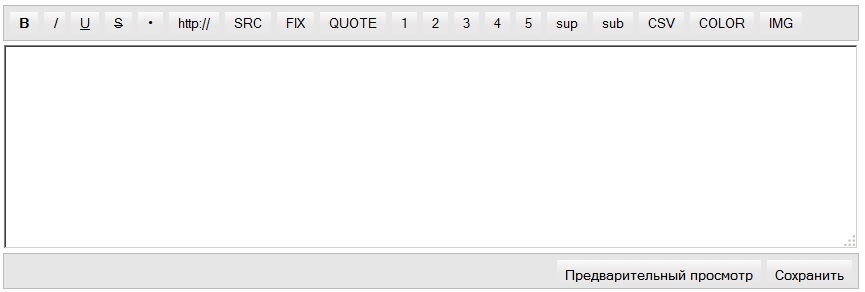 B / U S • http:// SRC FIX QUOTE 1 2 3 4 5 sup sub CSV COLOR IMG
Предварительный просмотр Сохранить